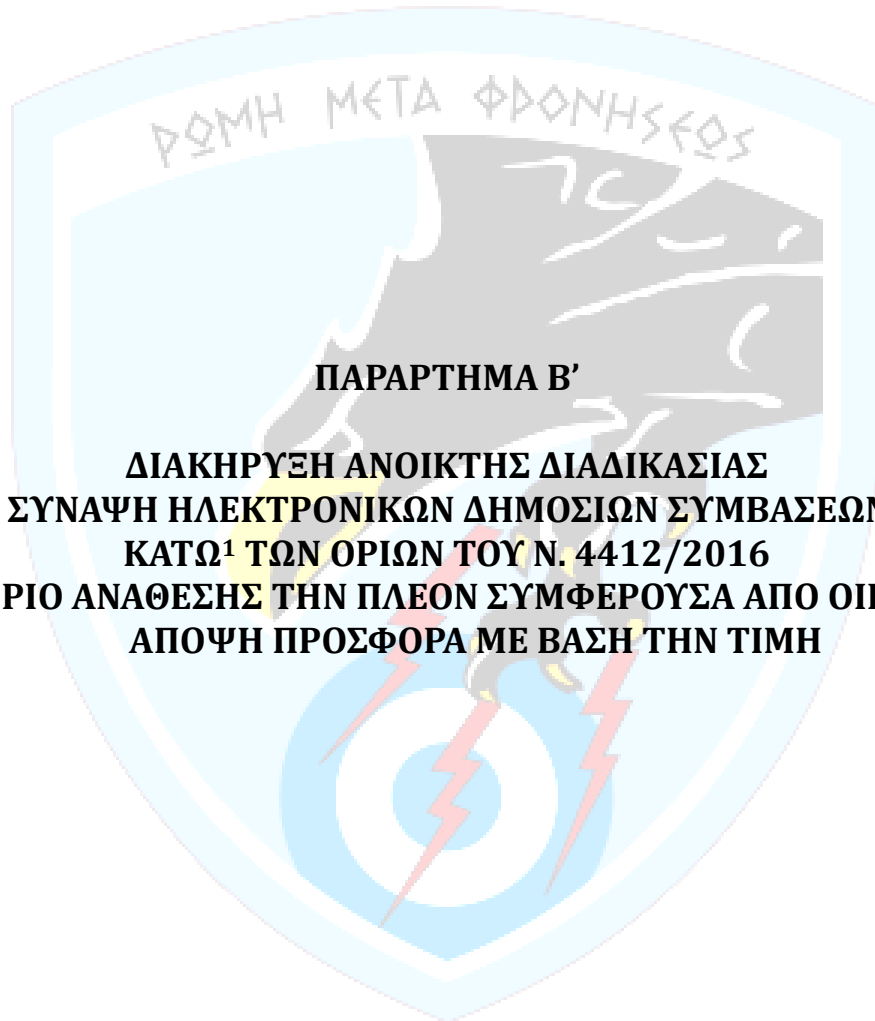 ΡΩΜΗ ΜΕΤΑ ΦΡΟΝΗΣΕΩΣ
ΠΑΡΑΡΤΗΜΑ Β’
ΔΙΑΚΗΡΥΞΗ ΑΝΟΙΚΤΗΣ ΔΙΑΔΙΚΑΣΙΑΣ
ΣΥΝΑΨΗ ΗΛΕΚΤΡΟΝΙΚΩΝ ΔΗΜΟΣΙΩΝ ΣΥΜΒΑΣΕΩΝ
ΚΑΤΩ¹ ΤΩΝ ΟΡΙΩΝ ΤΟΥ Ν. 4412/2016
ΡΙΟ ΑΝΑΘΕΣΗΣ ΤΗΝ ΠΛΕΟΝ ΣΥΜΦΕΡΟΥΣΑ ΑΠΟ
ΑΠΟΨΗ ΠΡΟΣΦΟΡΑ ΜΕ ΒΑΣΗ ΤΗΝ ΤΙΜΗ